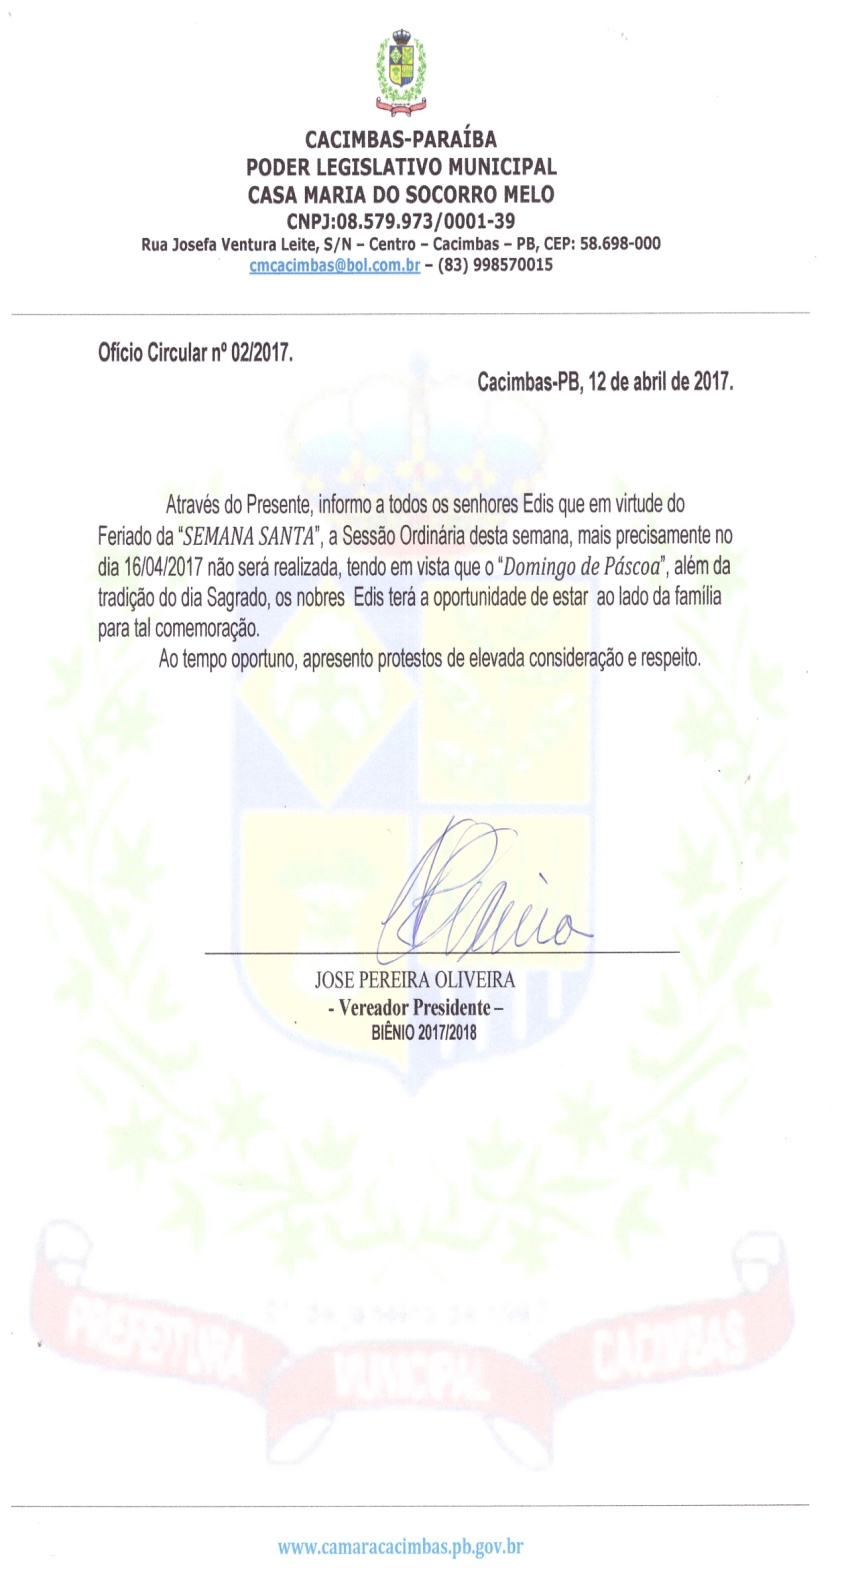 CACIMBAS-PARAÍBA
PODER LEGISLATIVO MUNICIPAL
CASA MARIA DO SOCORRO MELO
CNPJ:08.579.973/0001-39
Rua Josefa Ventura Leite, S/N – Centro – Cacimbas – PB, CEP: 58.698-000
cmcacimbas@bol.com.br – (83) 998570015
Ofício Circular nº 02/2017.
Cacimbas-PB, 12 de abril de 2017.
Através do Presente, informo a todos os senhores Edis que em virtude do
Feriado da “SEMANA SANTA”, a Sessão Ordinária desta semana, mais precisamente no
dia 16/04/2017 não será realizada, tendo em vista que o “Domingo de Páscoa”, além da
tradição do dia Sagrado, os nobres Edis terá a oportunidade de estar ao lado da família
para tal comemoração.
Ao tempo oportuno, apresento protestos de elevada consideração e respeito.
JOSE PEREIRA OLIVEIRA
- Vereador Presidente –
BIÊNIO 2017/2018
PREFEITURA MUNICIPAL CACIMBAS
www.camaracacimbas.pb.gov.br